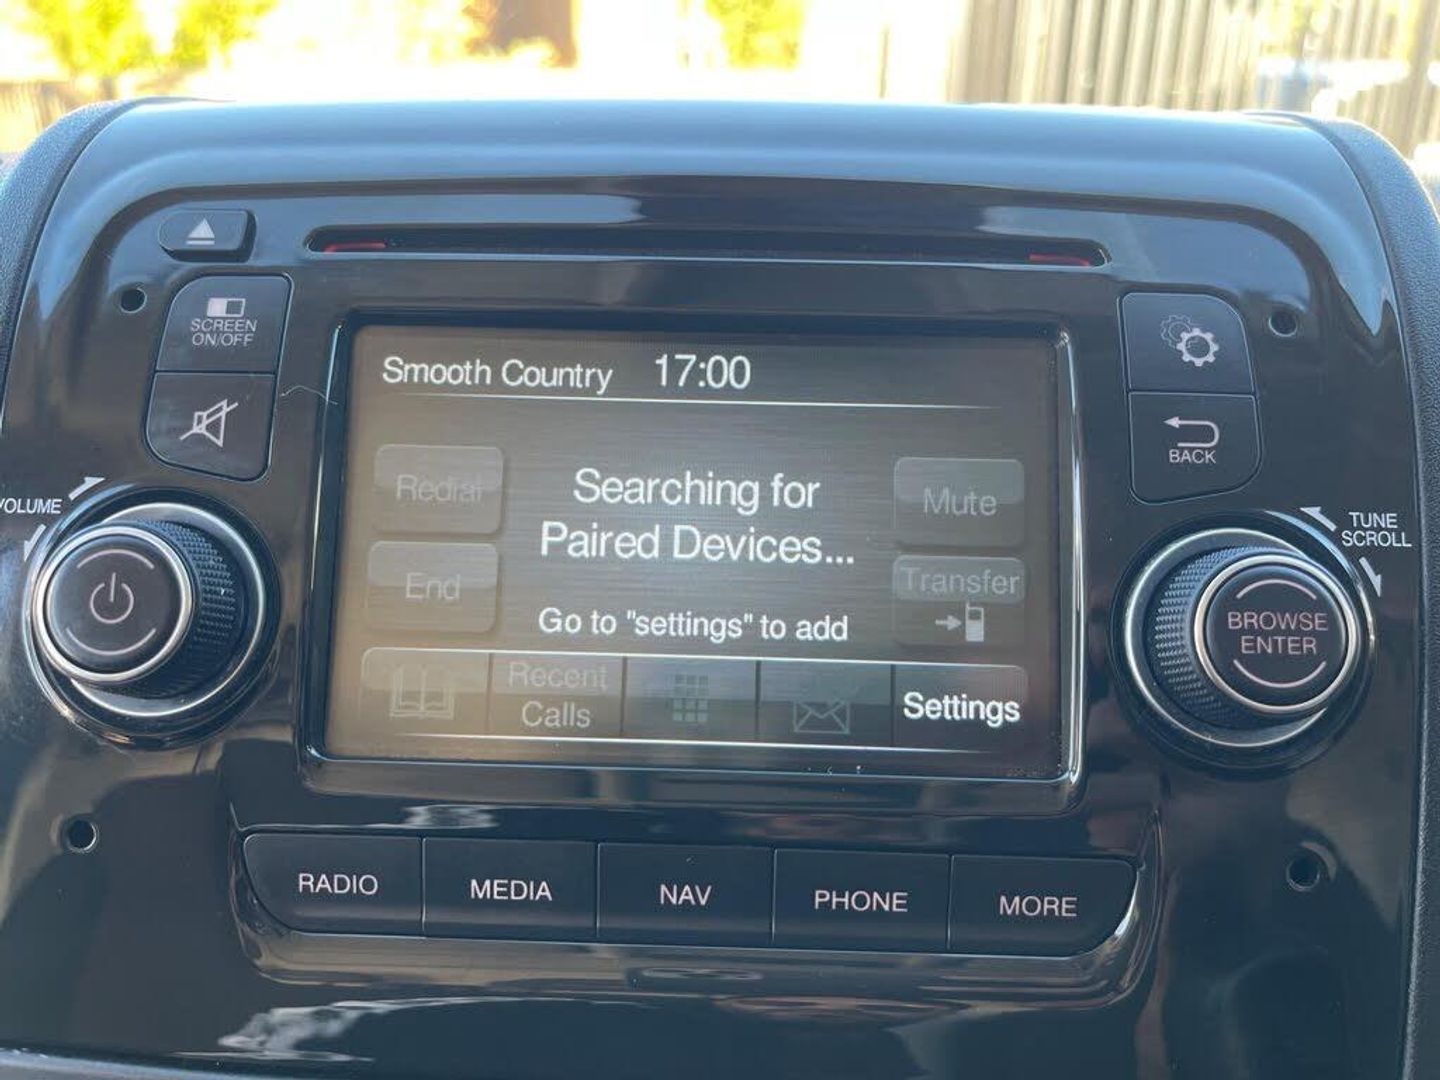 SCREEN
ON/OFF
VOLUME
Smooth Country 17:00
Redial
Searching for
Paired Devices...
Mute
End
Transfer
Go to "settings" to add
Recent
Calls
Settings
BACK
TUNE
SCROLL
BROWSE
ENTER
RADIO
MEDIA
NAV
PHONE
MORE